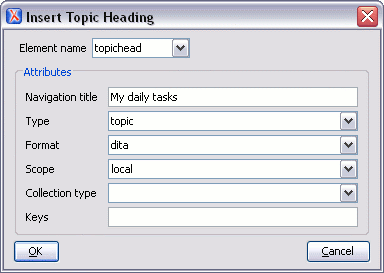 Insert Topic Heading
Element name topichead
Attributes
Navigation title My daily tasks
Type topic
Format dita
Scope local
Collection type
Keys
OK Cancel